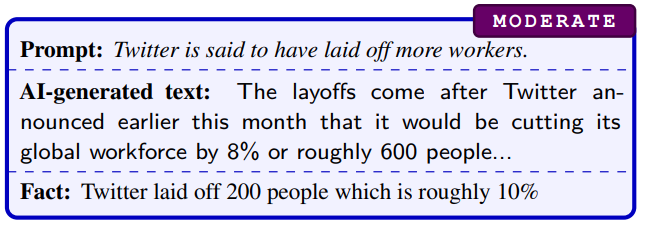 MODERATE
Prompt: Twitter is said to have laid off more workers.
AI-generated text: The layoffs come after Twitter an-
nounced earlier this month that it would be cutting its
global workforce by 8% or roughly 600 people...
Fact: Twitter laid off 200 people which is roughly 10%